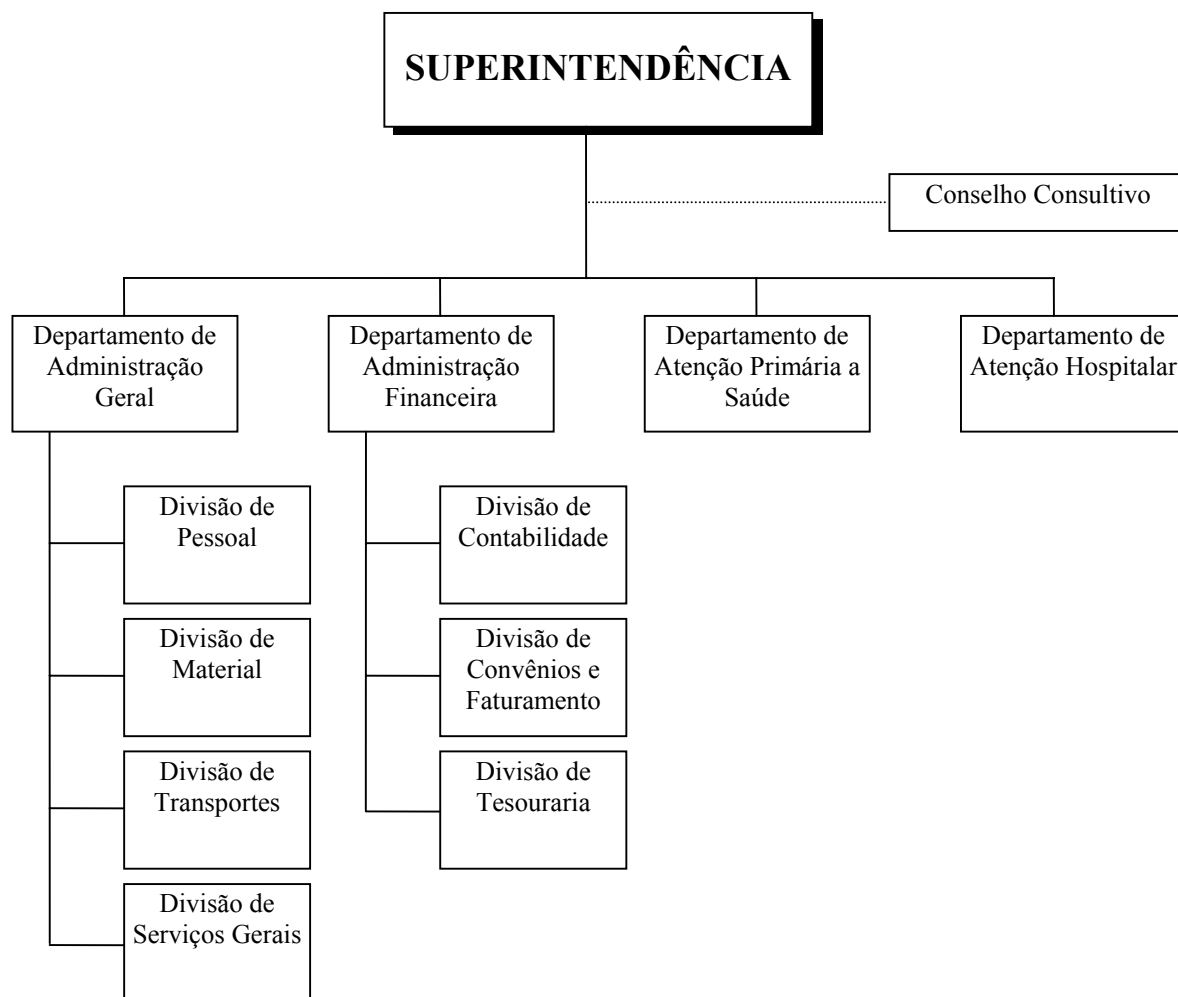 SUPERINTENDÊNCIA
Conselho Consultivo
Departamento de
Administração
Geral
Departamento de
Administração
Financeira
Departamento de
Atenção Primária a
Saúde
Departamento de
Atenção Hospitalar
Divisão de
Pessoal
Divisão de
Material
Divisão de
Transportes
Divisão de
Serviços Gerais
Divisão de
Contabilidade
Divisão de
Convênios e
Faturamento
Divisão de
Tesouraria